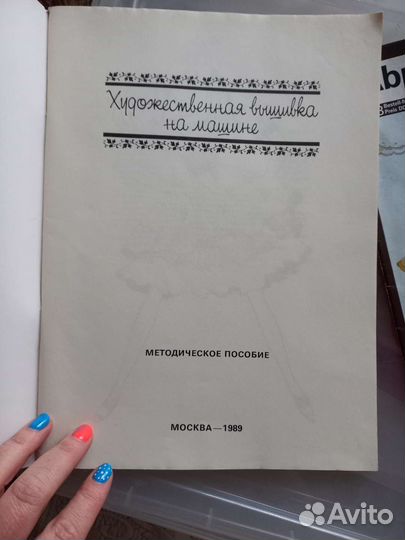 Художественная вышивка
на машине
МЕТОДИЧЕСКОЕ ПОСОБИЕ
МОСКВА—1989
Avito